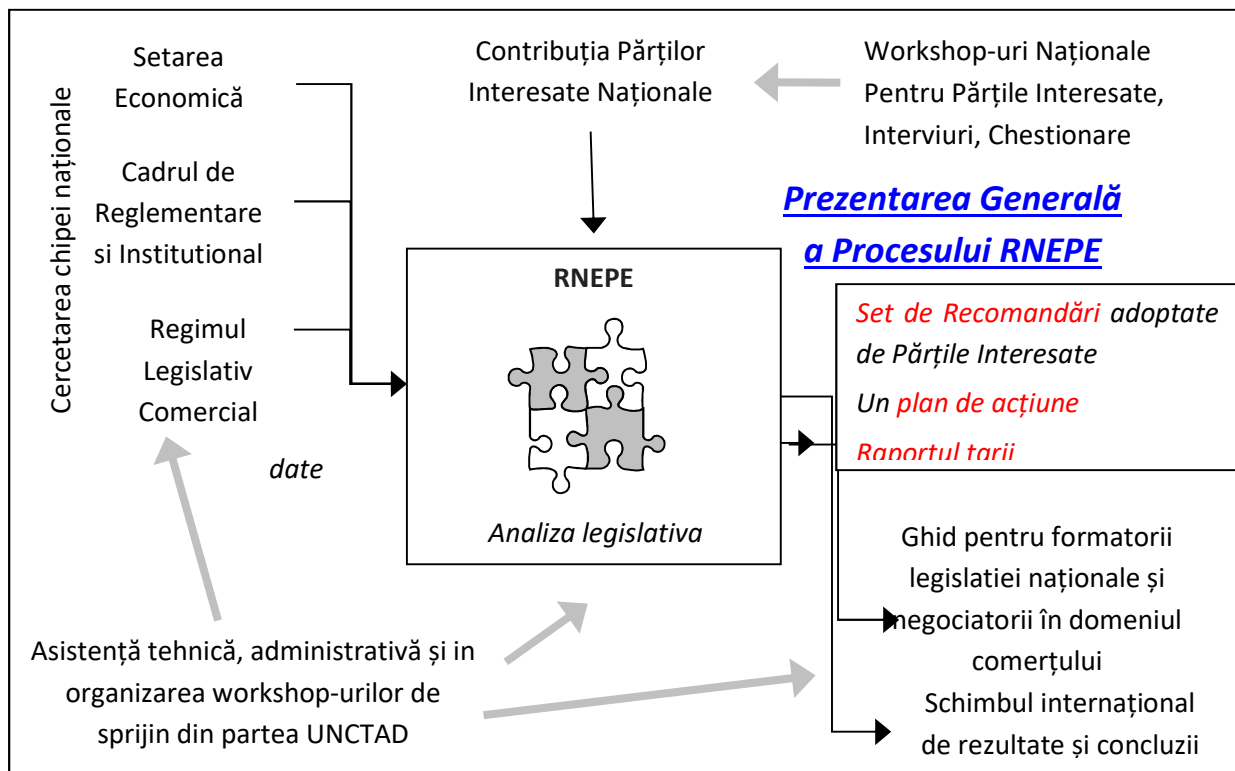 Cercetarea chipei naționale
Setarea
Economică
Cadrul de
Reglementare
si Institutional
Regimul
Legislativ
Comercial
date
Contribuția Părților
Interesate Naționale
Workshop-uri Naționale
Pentru Părțile Interesate,
Interviuri, Chestionare
Prezentarea Generală
a Procesului RNEPE
RNEPE
Analiza legislativa
Set de Recomandări adoptate
de Părțile Interesate
Un plan de acțiune
Raportul tarii
Ghid pentru formatorii
legislatiei naționale și
negociatorii în domeniul
comerțului
Schimbul internațional
de rezultate și concluzii
Asistență tehnică, administrativă și in
organizarea workshop-urilor de
sprijin din partea UNCTAD